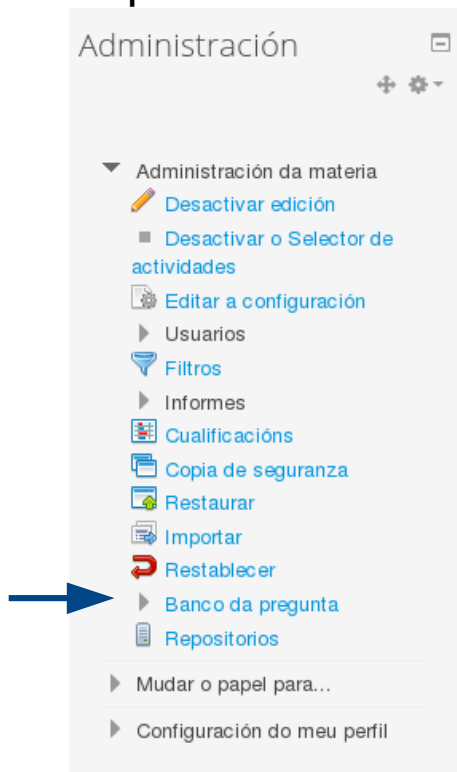 Administración
Administración da materia
Desactivar edición
Desactivar o Selector de
actividades
Editar a configuración
Usuarios
Filtros
Informes
Cualificacións
Copia de seguranza
Restaurar
Importar
Restablecer
Banco da pregunta
Repositorios
Mudar o papel para...
Configuración do meu perfil